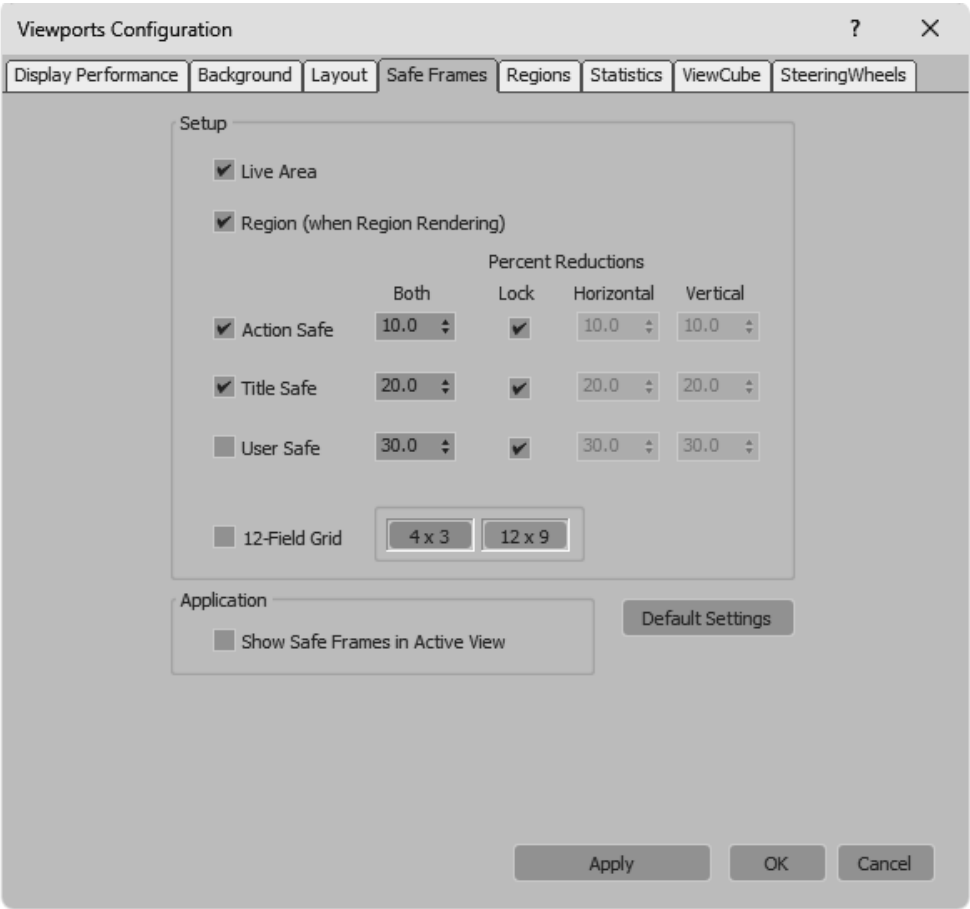 Viewports Configuration ?
Display Performance Background Layout Safe Frames Regions Statistics ViewCube SteeringWheels
Setup
Live Area
Region (when Region Rendering)
Percent Reductions
Both Lock Horizontal Vertical
Action Safe 10.0 10.0 10.0
Title Safe 20.0 20.0 20.0
User Safe 30.0 30.0 30.0
12-Field Grid 4 x 3 12 x 9
Application
Default Settings
Show Safe Frames in Active View
Apply OK Cancel